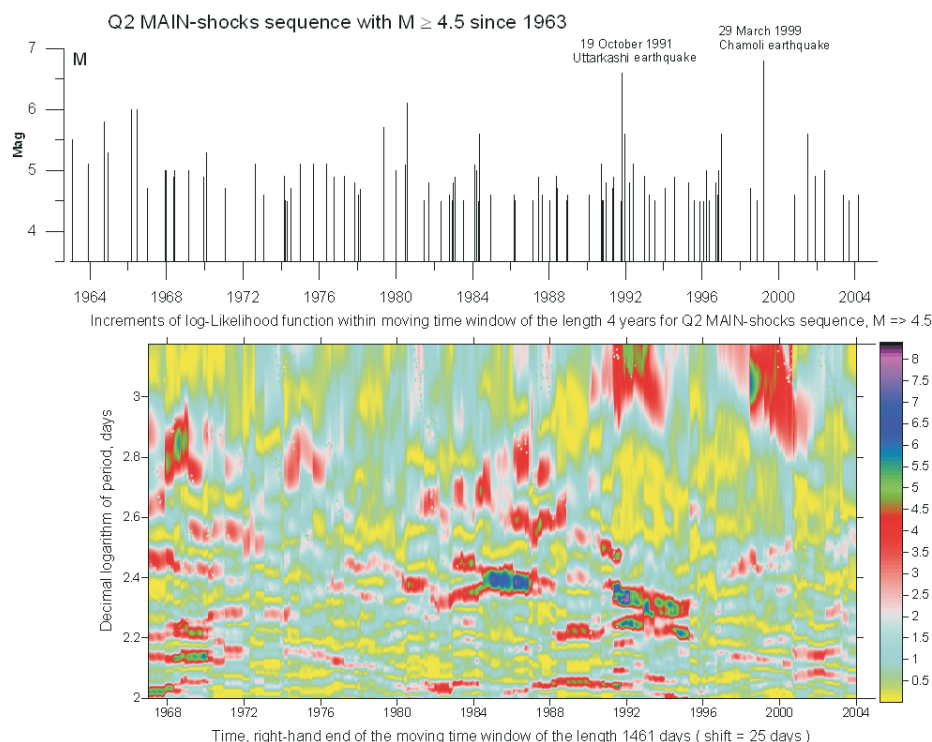 Q2 MAIN-shocks sequence with M ≥ 4.5 since 1963
19 October 1991
Uttarkashi earthquake
29 March 1999
Chamoli earthquake
M
Mag
7
6
5
4
1964 1968 1972 1976 1980 1984 1988 1992 1996 2000 2004
Increments of log-Likelihood function within moving time window of the length 4 years for Q2 MAIN-shocks sequence, M => 4.5
Decimal logarithm of period, days
3
2.8
2.6
2.4
2.2
2
8
7.5
7
6.5
6
5.5
5
4.5
4
3.5
3
2.5
2
1.5
1
0.5
1968 1972 1976 1980 1984 1988 1992 1996 2000 2004
Time, right-hand end of the moving time window of the length 1461 days ( shift = 25 days )